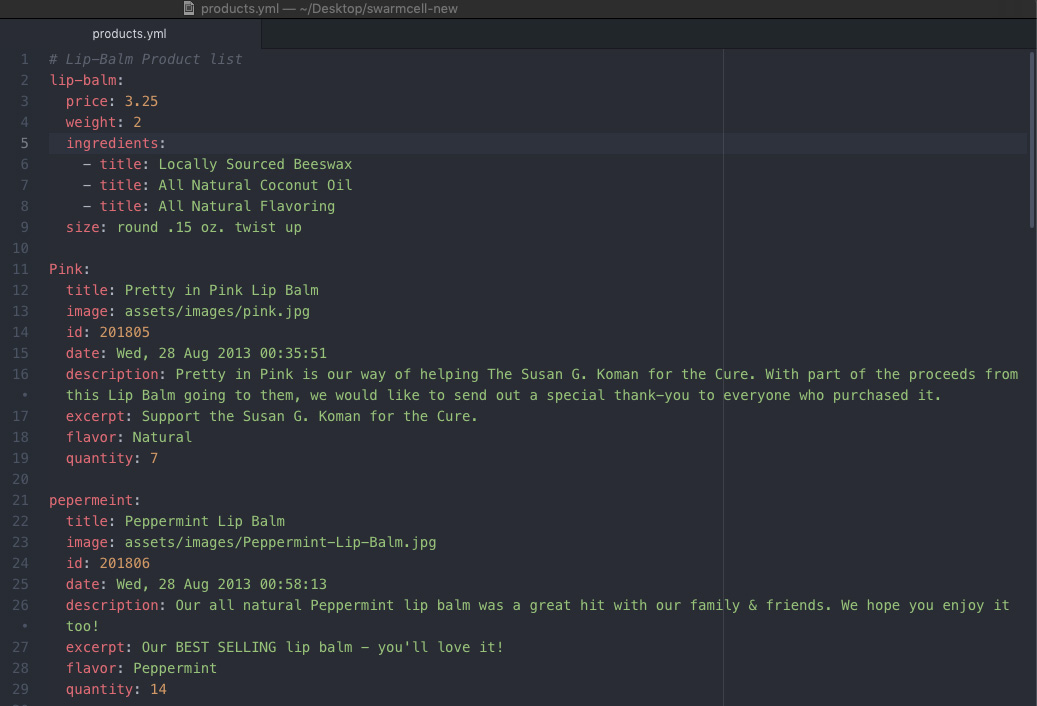 products.yml — ~/Desktop/swarmcell-new
products.yml
1 # Lip-Balm Product list
2 lip-balm:
3   price: 3.25
4   weight: 2
5   ingredients:
6     - title: Locally Sourced Beeswax
7     - title: All Natural Coconut Oil
8     - title: All Natural Flavoring
9   size: round .15 oz. twist up
10
11 Pink:
12   title: Pretty in Pink Lip Balm
13   image: assets/images/pink.jpg
14   id: 201805
15   date: Wed, 28 Aug 2013 00:35:51
16   description: Pretty in Pink is our way of helping The Susan G. Koman for the Cure. With part of the proceeds from
•   this Lip Balm going to them, we would like to send out a special thank-you to everyone who purchased it.
17   excerpt: Support the Susan G. Koman for the Cure.
18   flavor: Natural
19   quantity: 7
20
21 pepermeint:
22   title: Peppermint Lip Balm
23   image: assets/images/Peppermint-Lip-Balm.jpg
24   id: 201806
25   date: Wed, 28 Aug 2013 00:58:13
26   description: Our all natural Peppermint lip balm was a great hit with our family & friends. We hope you enjoy it
•   too!
27   excerpt: Our BEST SELLING lip balm - you'll love it!
28   flavor: Peppermint
29   quantity: 14